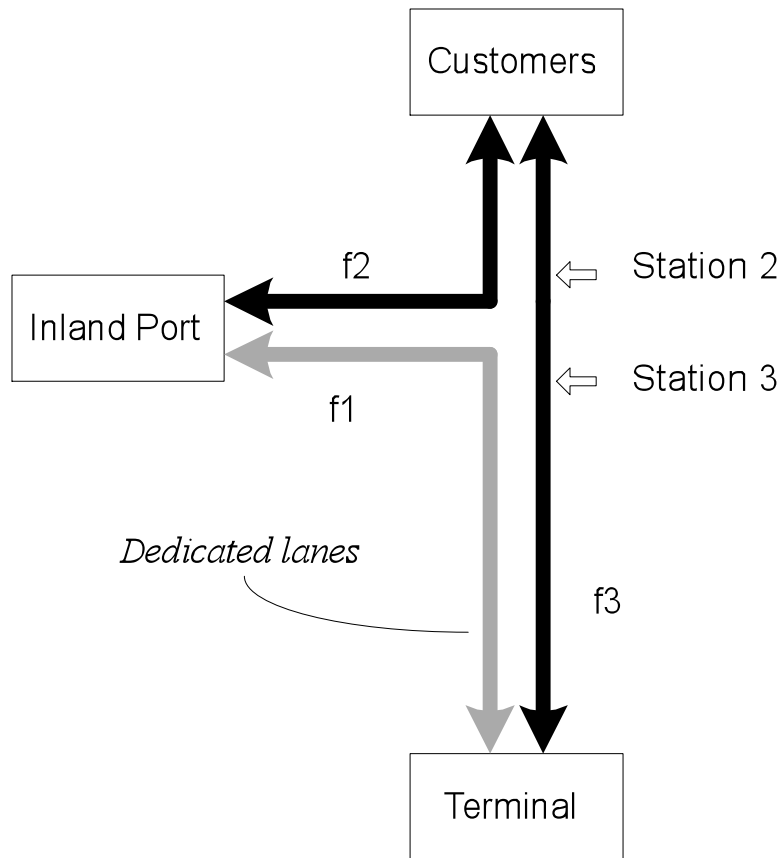 Customers
f2
Station 2
Inland Port
Station 3
f1
Dedicated lanes
f3
Terminal